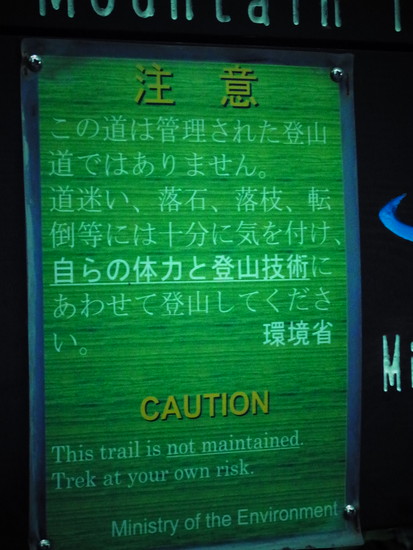 Mountain
注 意
この道は管理された登山
道ではありません。
道迷い、落石、落枝、転
倒等には十分に気を付け、
自らの体力と登山技術に
あわせて登山してくださ
い。 環境省
CAUTION
This trail is not maintained.
Trek at your own risk.
Ministry of the Environment